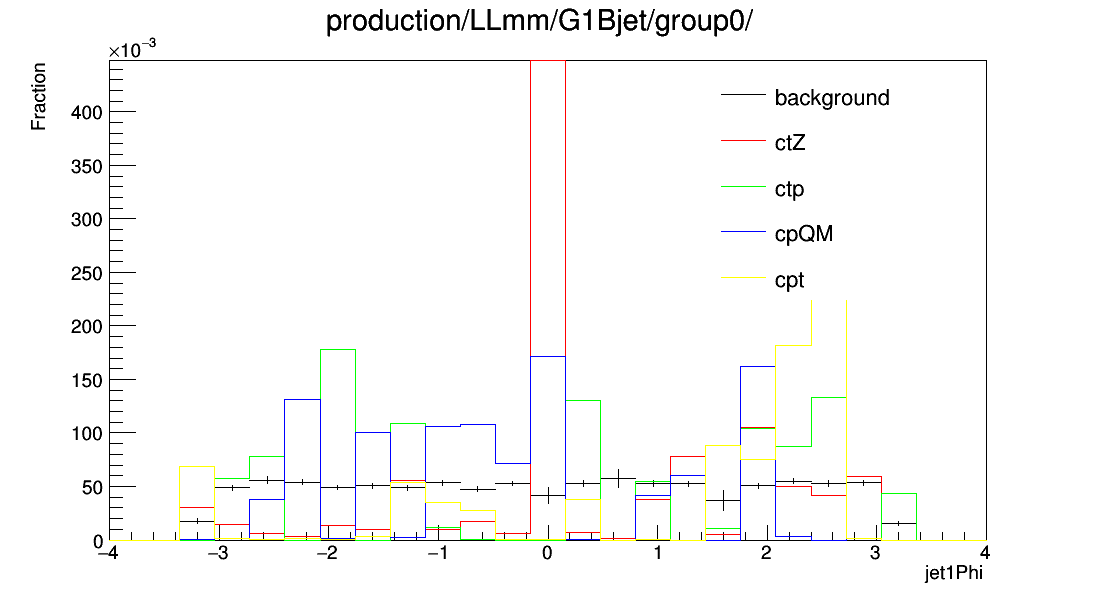 production/LLmm/G1Bjet/group0/
×10⁻³
Fraction
400
350
300
250
200
150
100
50
0
background
ctZ
ctp
cpQM
cpt
−4 −3 −2 −1 0 1 2 3 4
jet1Phi